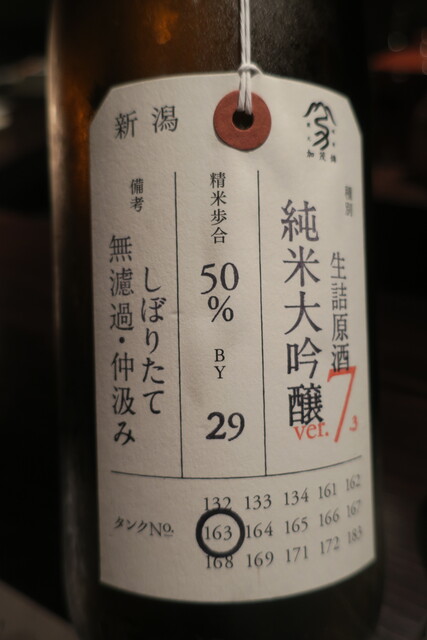 新潟
加茂錦
種別
純米大吟醸
生詰原酒
ver.7.3
精米歩合
50
%
BY
29
備考
しぼりたて
無濾過・仲汲み
タンクNo.
132 133 134 161 162
163 164 165 166 167
168 169 171 172 183